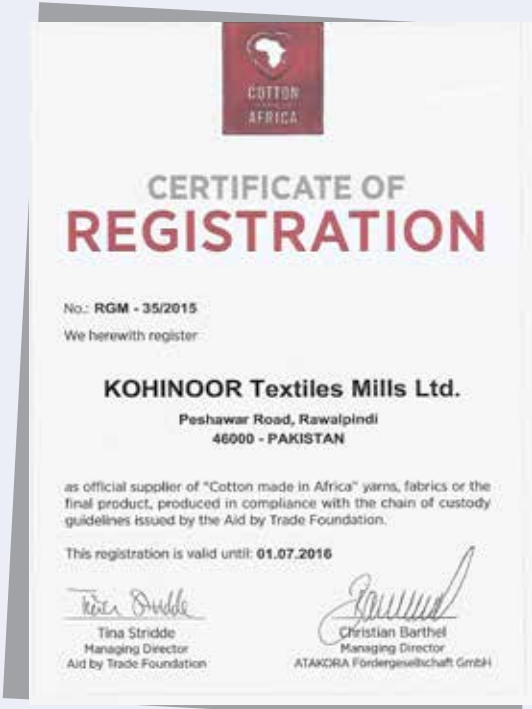 COTTON
AFRICA
CERTIFICATE OF
REGISTRATION
No.: RGM - 35/2015
We herewith register
KOHINOOR Textiles Mills Ltd.
Peshawar Road, Rawalpindi
46000 - PAKISTAN
as official supplier of "Cotton made in Africa" yarns, fabrics or the
final product, produced in compliance with the chain of custody
guidelines issued by the Aid by Trade Foundation.
This registration is valid until: 01.07.2016
Tina Stridde
Christian Barthel
Managing Director
Managing Director
Aid by Trade Foundation
ATAKORA Fördergesellschaft GmbH